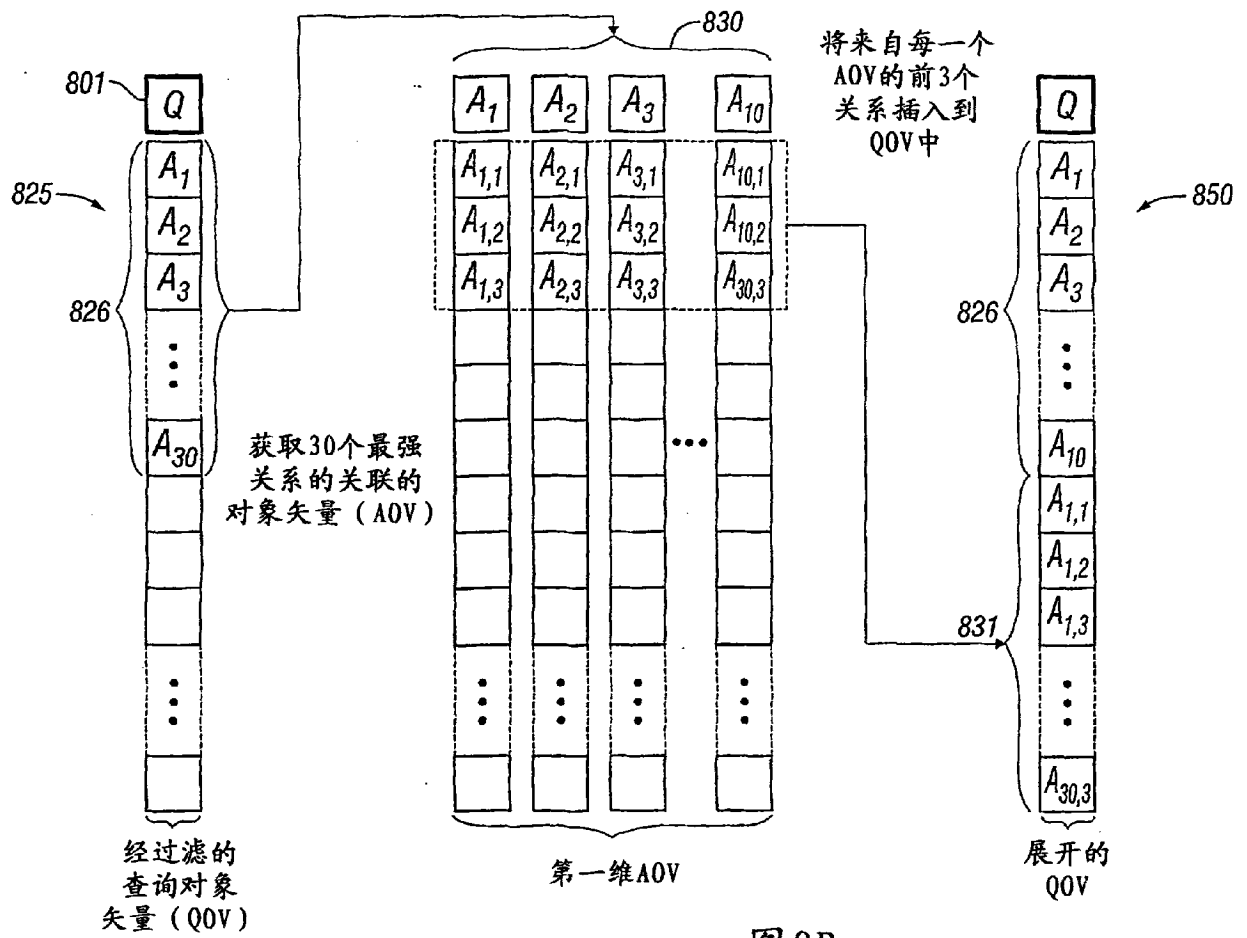 801
Q
A1
A2
A3
A30
825
826
经过滤的
查询对象
矢量(QOV)
获取30个最强
关系的关联的
对象矢量(AOV)
830
A1 A2 A3 A10
A1,1 A2,1 A3,1 A10,1
A1,2 A2,2 A3,2 A10,2
A1,3 A2,3 A3,3 A30,3
第一维AOV
将来自每一个
AOV的前3个
关系插入到
QOV中
Q
A1
A2
A3
A10
A1,1
A1,2
A1,3
A30,3
826
831
850
展开的
QOV